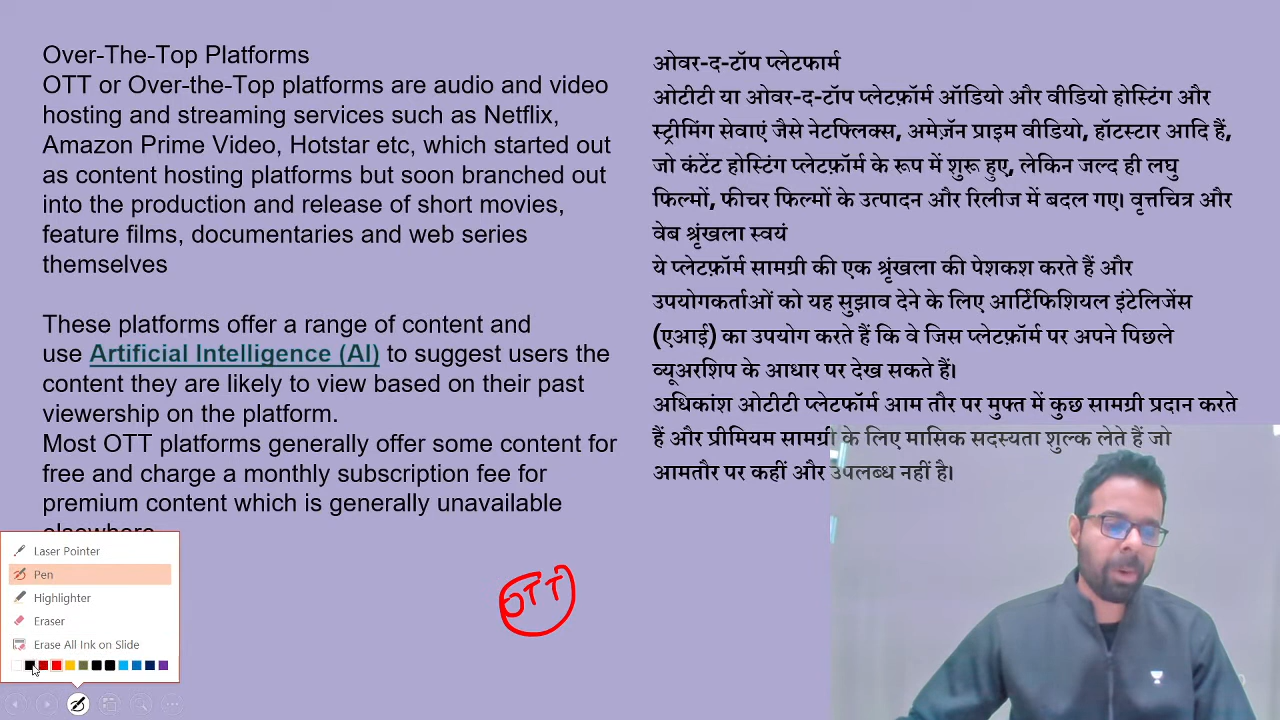 Over-The-Top Platforms
OTT or Over-the-Top platforms are audio and video
hosting and streaming services such as Netflix,
Amazon Prime Video, Hotstar etc, which started out
as content hosting platforms but soon branched out
into the production and release of short movies,
feature films, documentaries and web series
themselves
These platforms offer a range of content and
use Artificial Intelligence (AI) to suggest users the
content they are likely to view based on their past
viewership on the platform.
Most OTT platforms generally offer some content for
free and charge a monthly subscription fee for
premium content which is generally unavailable
elsewhere
ओवर-द-टॉप प्लेटफार्म
ओटीटी या ओवर-द-टॉप प्लेटफ़ॉर्म ऑडियो और वीडियो होस्टिंग और
स्ट्रीमिंग सेवाएं जैसे नेटफ्लिक्स, अमेज़ॅन प्राइम वीडियो, हॉटस्टार आदि हैं,
जो कंटेंट होस्टिंग प्लेटफ़ॉर्म के रूप में शुरू हुए, लेकिन जल्द ही लघु
फिल्मों, फीचर फिल्मों के उत्पादन और रिलीज में बदल गए। वृत्तचित्र और
वेब श्रृंखला स्वयं
ये प्लेटफ़ॉर्म सामग्री की एक श्रृंखला की पेशकश करते हैं और
उपयोगकर्ताओं को यह सुझाव देने के लिए आर्टिफिशियल इंटेलिजेंस
(एआई) का उपयोग करते हैं कि वे जिस प्लेटफ़ॉर्म पर अपने पिछले
व्यूअरशिप के आधार पर देख सकते हैं।
अधिकांश ओटीटी प्लेटफॉर्म आम तौर पर मुफ्त में कुछ सामग्री प्रदान करते
हैं और प्रीमियम सामग्री के लिए मासिक सदस्यता शुल्क लेते हैं जो
आमतौर पर कहीं और उपलब्ध नहीं है।
Laser Pointer
Pen
Highlighter
Eraser
Erase All Ink on Slide
OTT